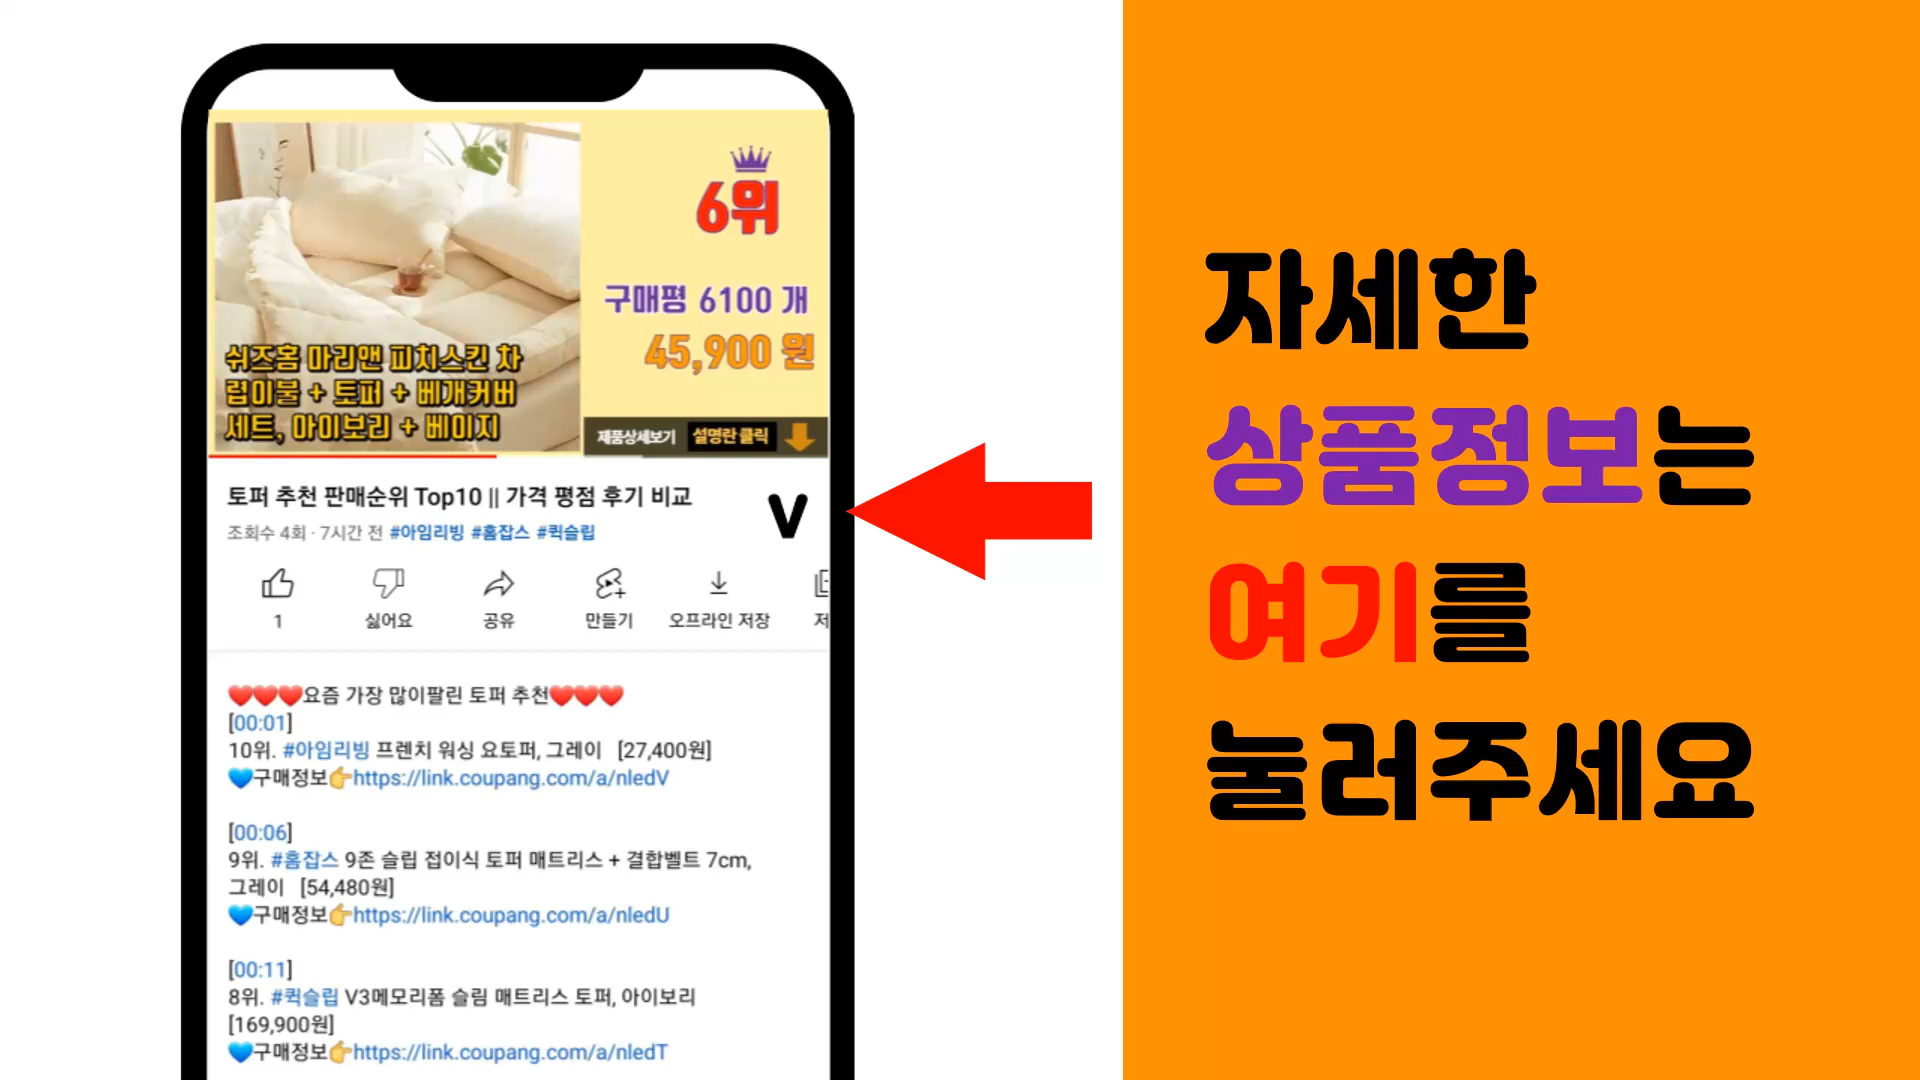 6위
구매평 6100 개
45,900 원
쉬즈홈 마리앤 피치스킨 차
렵이불 + 토퍼 + 베개커버
세트, 아이보리 + 베이지
제품상세보기 설명란 클릭
토퍼 추천 판매순위 Top10 || 가격 평점 후기 비교
V
조회수 4회 · 7시간 전 #아임리빙 #홈잡스 #퀵슬립
1 싫어요 공유 만들기 오프라인 저장 저
❤❤❤요즘 가장 많이팔린 토퍼 추천❤❤❤
[00:01]
10위. #아임리빙 프렌치 워싱 요토퍼, 그레이 [27,400원]
💙구매정보👉https://link.coupang.com/a/nledV
[00:06]
9위. #홈잡스 9존 슬립 접이식 토퍼 매트리스 + 결합벨트 7cm,
그레이 [54,480원]
💙구매정보👉https://link.coupang.com/a/nledU
[00:11]
8위. #퀵슬립 V3메모리폼 슬림 매트리스 토퍼, 아이보리
[169,900원]
💙구매정보👉https://link.coupang.com/a/nledT
자세한
상품정보는
여기를
눌러주세요